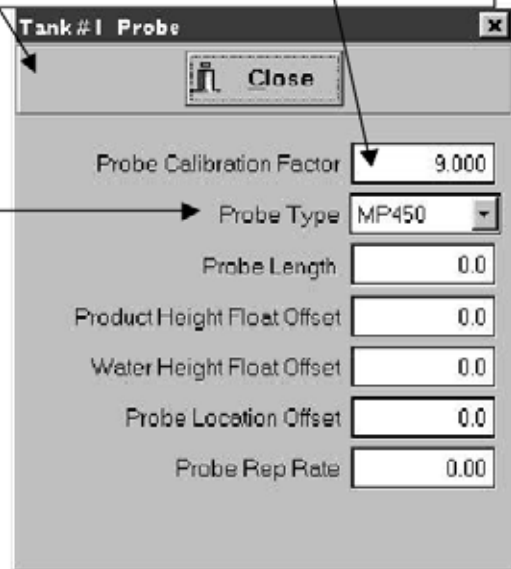 Tank #1 Probe
Close
Probe Calibration Factor 9.000
Probe Type MP450
Probe Length 0.0
Product Height Float Offset 0.0
Water Height Float Offset 0.0
Probe Location Offset 0.0
Probe Rep Rate 0.00